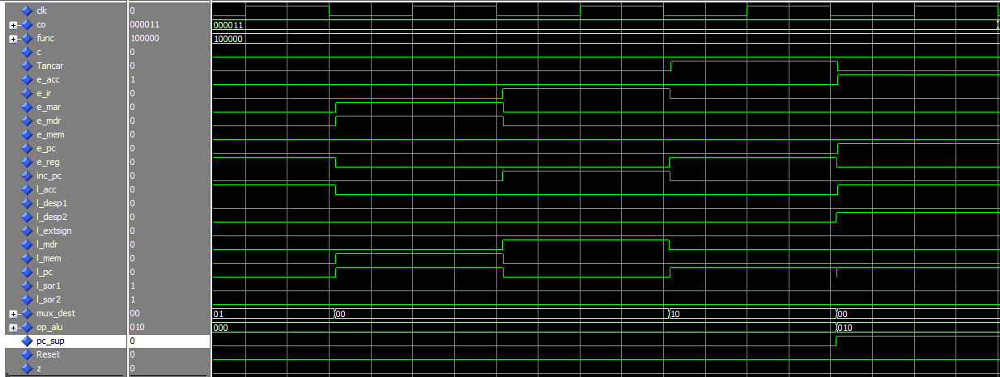 clk 0
co 000011 000011
func 100000 100000
c 0
Tancar 0
e_acc 1
e_ir 0
e_mar 0
e_mdr 0
e_mem 0
e_pc 0
e_reg 0
inc_pc 0
l_acc 0
l_desp1 0
l_desp2 0
l_extsign 0
l_mdr 0
l_mem 0
l_pc 0
l_sor1 1
l_sor2 1
mux_dest 00 01 00 10 00
op_alu 010 000 010
pc_sup 0
Reset 0
z 0